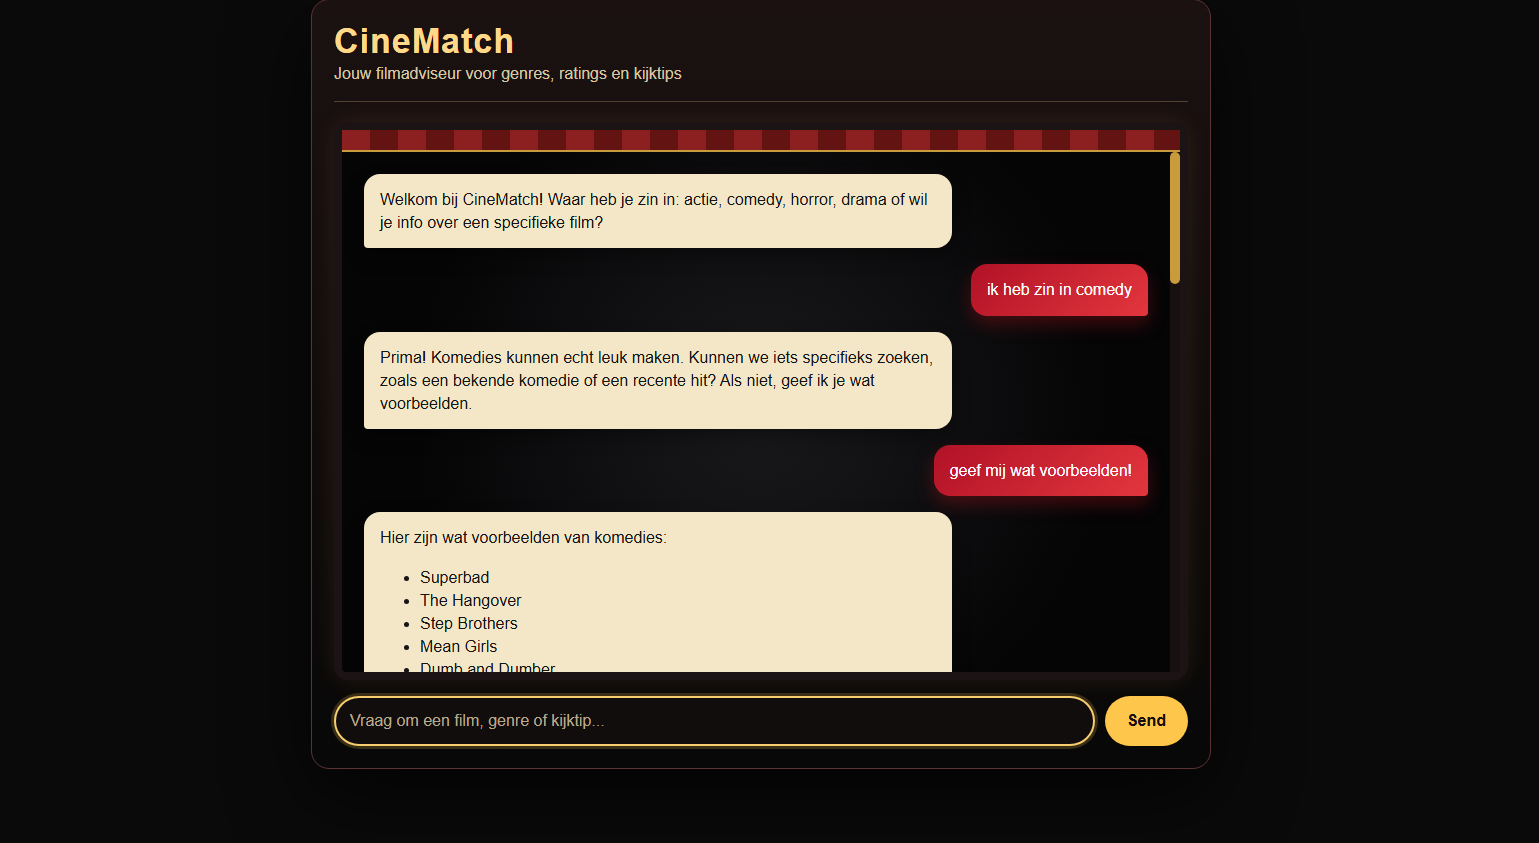 CineMatch
Jouw filmadviseur voor genres, ratings en kijktips
Welkom bij CineMatch! Waar heb je zin in: actie, comedy, horror, drama of wil
je info over een specifieke film?
ik heb zin in comedy
Prima! Komedies kunnen echt leuk maken. Kunnen we iets specifieks zoeken,
zoals een bekende komedie of een recente hit? Als niet, geef ik je wat
voorbeelden.
geef mij wat voorbeelden!
Hier zijn wat voorbeelden van komedies:
• Superbad
• The Hangover
• Step Brothers
• Mean Girls
• Dumb and Dumber
Vraag om een film, genre of kijktip...
Send